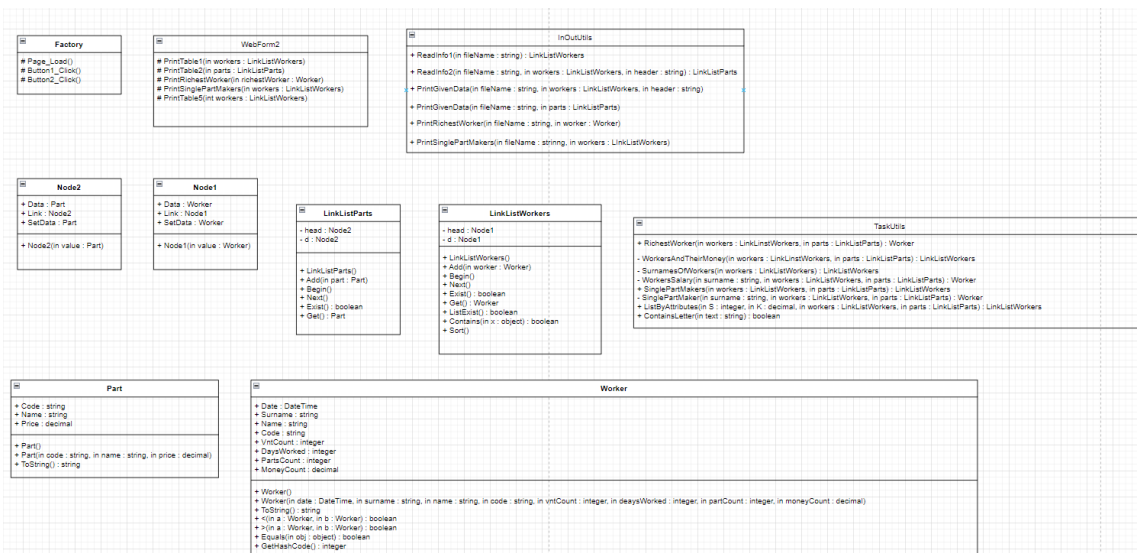 Factory
# Page_Load()
# Button1_Click()
# Button2_Click()
WebForm2
# PrintTable1(in workers : LinkListWorkers)
# PrintTable2(in parts : LinkListParts)
# PrintRichestWorker(in richestWorker : Worker)
# PrintSinglePartMakers(in workers : LinkListWorkers)
# PrintTable5(int workers : LinkListWorkers)
InOutUtils
+ ReadInfo1(in fileName : string) : LinkListWorkers
+ ReadInfo2(in fileName : string, in workers : LinkListWorkers, in header : string) : LinkListParts
+ PrintGivenData(in fileName : string, in workers : LinkListWorkers, in header : string)
+ PrintGivenData(in fileName : string, in parts : LinkListParts)
+ PrintRichestWorker(in fileName : string, in worker : Worker)
+ PrintSinglePartMakers(in fileName : strinng, in workers : LInkListWorkers)
Node2
+ Data : Part
+ Link : Node2
+ SetData : Part
+ Node2(in value : Part)
Node1
+ Data : Worker
+ Link : Node1
+ SetData : Worker
+ Node1(in value : Worker)
LinkListParts
- head : Node2
- d : Node2
+ LinkListParts()
+ Add(in part : Part)
+ Begin()
+ Next()
+ Exist() : boolean
+ Get() : Part
LinkListWorkers
- head : Node1
- d : Node1
+ LinkListWorkers()
+ Add(in worker : Worker)
+ Begin()
+ Next()
+ Exist() : boolean
+ Get() : Worker
+ ListExist() : boolean
+ Contains(in x : object) : boolean
+ Sort()
TaskUtils
+ RichestWorker(in workers : LinkLinstWorkers, in parts : LinkListParts) : Worker
- WorkersAndTheirMoney(in workers : LinkLinstWorkers, in parts : LinkListParts) : LinkListWorkers
- SurnamesOfWorkers(in workers : LinkListWorkers) : LinkListWorkers
- WorkersSalary(in surname : string, in workers : LinkListWorkers, in parts : LinkListParts) : Worker
+ SinglePartMakers(in workers : LinkListWorkers, in parts : LinkListParts) : LinkListWorkers
- SinglePartMaker(in surname : string, in workers : LinkListWorkers, in parts : LinkListParts) : Worker
+ ListByAttributes(in S : integer, in K : decimal, in workers : LinkListWorkers, in parts : LinkListParts) : LinkListWorkers
+ ContainsLetter(in text : string) : boolean
Part
+ Code : string
+ Name : string
+ Price : decimal
+ Part()
+ Part(in code : string, in name : string, in price : decimal)
+ ToString() : string
Worker
+ Date : DateTime
+ Surname : string
+ Name : string
+ Code : string
+ VntCount : integer
+ DaysWorked : integer
+ PartsCount : integer
+ MoneyCount : decimal
+ Worker()
+ Worker(in date : DateTime, in surname : string, in name : string, in code : string, in vntCount : integer, in deaysWorked : integer, in partCount : integer, in moneyCount : decimal)
+ ToString() : string
+ <(in a : Worker, in b : Worker) : boolean
+ >(in a : Worker, in b : Worker) : boolean
+ Equals(in obj : object) : boolean
+ GetHashCode() : integer